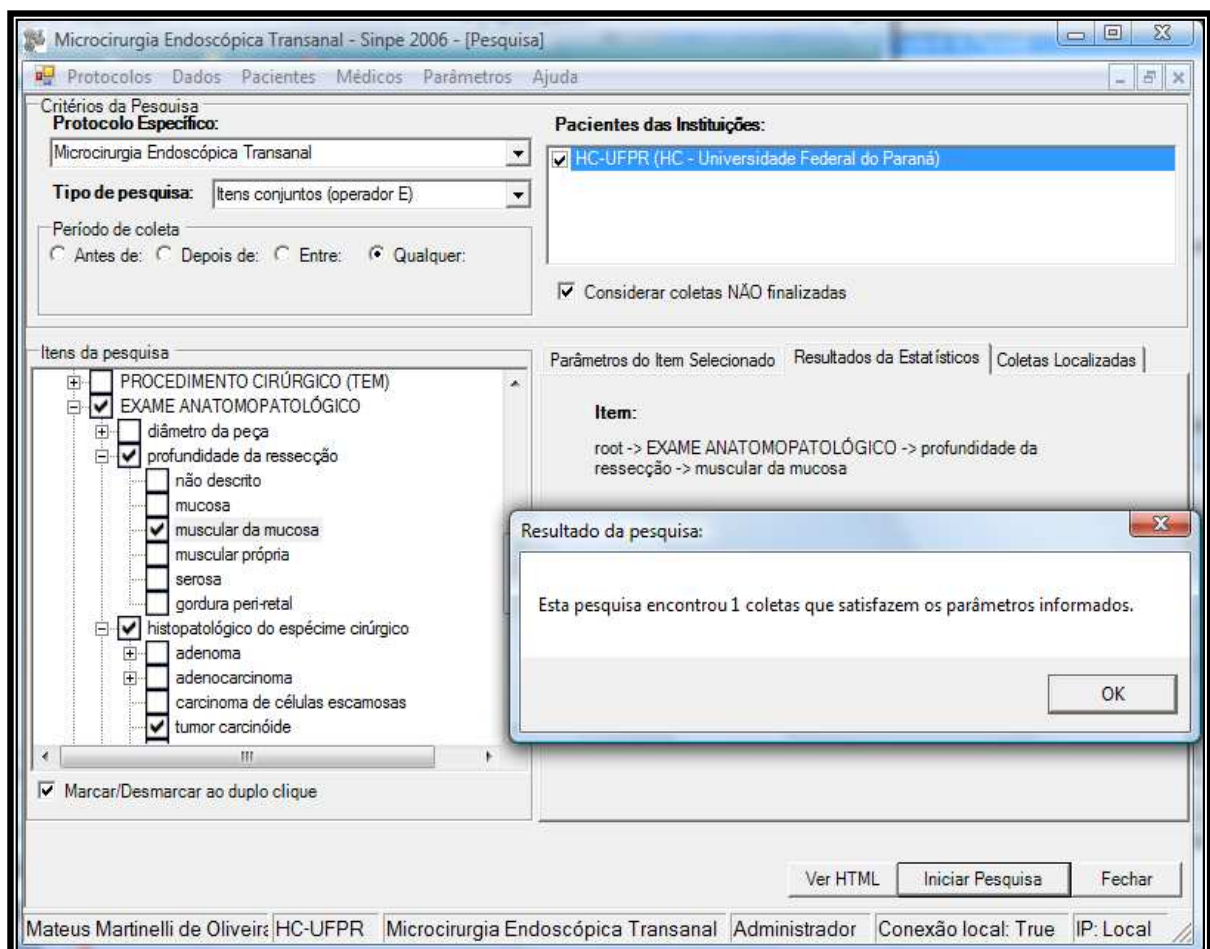 Microcirurgia Endoscópica Transanal - Sinpe 2006 - [Pesquisa]
Protocolos Dados Pacientes Médicos Parâmetros Ajuda
Critérios da Pesquisa
Protocolo Específico:
Microcirurgia Endoscópica Transanal
Tipo de pesquisa: Itens conjuntos (operador E)
Período de coleta
Antes de: Depois de: Entre: Qualquer:
Pacientes das Instituições:
HC-UFPR (HC - Universidade Federal do Paraná)
Considerar coletas NÃO finalizadas
Itens da pesquisa
PROCEDIMENTO CIRÚRGICO (TEM)
EXAME ANATOMOPATOLÓGICO
diâmetro da peça
profundidade da ressecção
não descrito
mucosa
muscular da mucosa
muscular própria
serosa
gordura peri-retal
histopatológico do espécime cirúrgico
adenoma
adenocarcinoma
carcinoma de células escamosas
tumor carcinóide
Marcar/Desmarcar ao duplo clique
Parâmetros do Item Selecionado Resultados da Estatísticos Coletas Localizadas
Item:
root -> EXAME ANATOMOPATOLÓGICO -> profundidade da
ressecção -> muscular da mucosa
Resultado da pesquisa:
Esta pesquisa encontrou 1 coletas que satisfazem os parâmetros informados.
OK
Ver HTML Iniciar Pesquisa Fechar
Mateus Martinelli de Oliveira HC-UFPR Microcirurgia Endoscópica Transanal Administrador Conexão local: True IP: Local